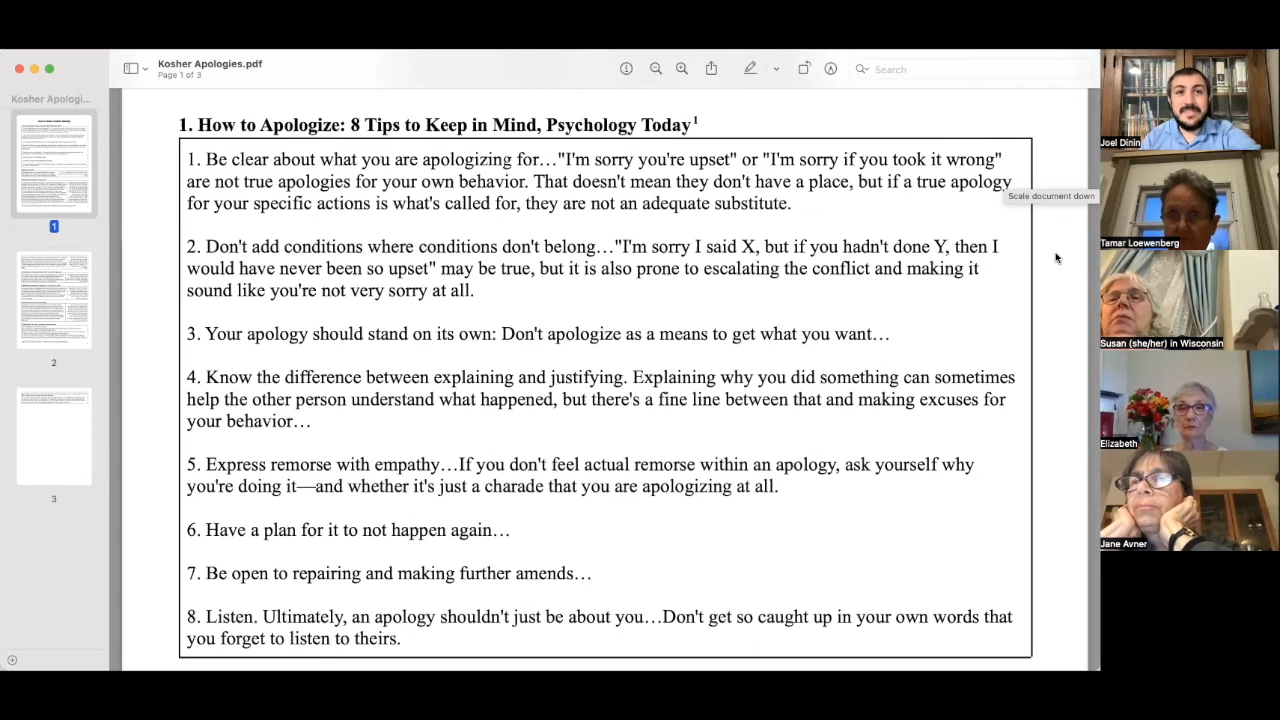 Kosher Apologies.pdf
Page 1 of 3
Search
Kosher Apologi...
1
2
3
1. How to Apologize: 8 Tips to Keep in Mind, Psychology Today1
1. Be clear about what you are apologizing for…"I'm sorry you're upset" or "I'm sorry if you took it wrong"
are not true apologies for your own behavior. That doesn't mean they don't have a place, but if a true apology
for your specific actions is what's called for, they are not an adequate substitute.
2. Don't add conditions where conditions don't belong…"I'm sorry I said X, but if you hadn't done Y, then I
would have never been so upset" may be true, but it is also prone to escalating the conflict and making it
sound like you're not very sorry at all.
3. Your apology should stand on its own: Don't apologize as a means to get what you want…
4. Know the difference between explaining and justifying. Explaining why you did something can sometimes
help the other person understand what happened, but there's a fine line between that and making excuses for
your behavior…
5. Express remorse with empathy…If you don't feel actual remorse within an apology, ask yourself why
you're doing it—and whether it's just a charade that you are apologizing at all.
6. Have a plan for it to not happen again…
7. Be open to repairing and making further amends…
8. Listen. Ultimately, an apology shouldn't just be about you…Don't get so caught up in your own words that
you forget to listen to theirs.
Scale document down
Joel Dinin
Tamar Loewenberg
Susan (she/her) in Wisconsin
Elizabeth
Jane Avner